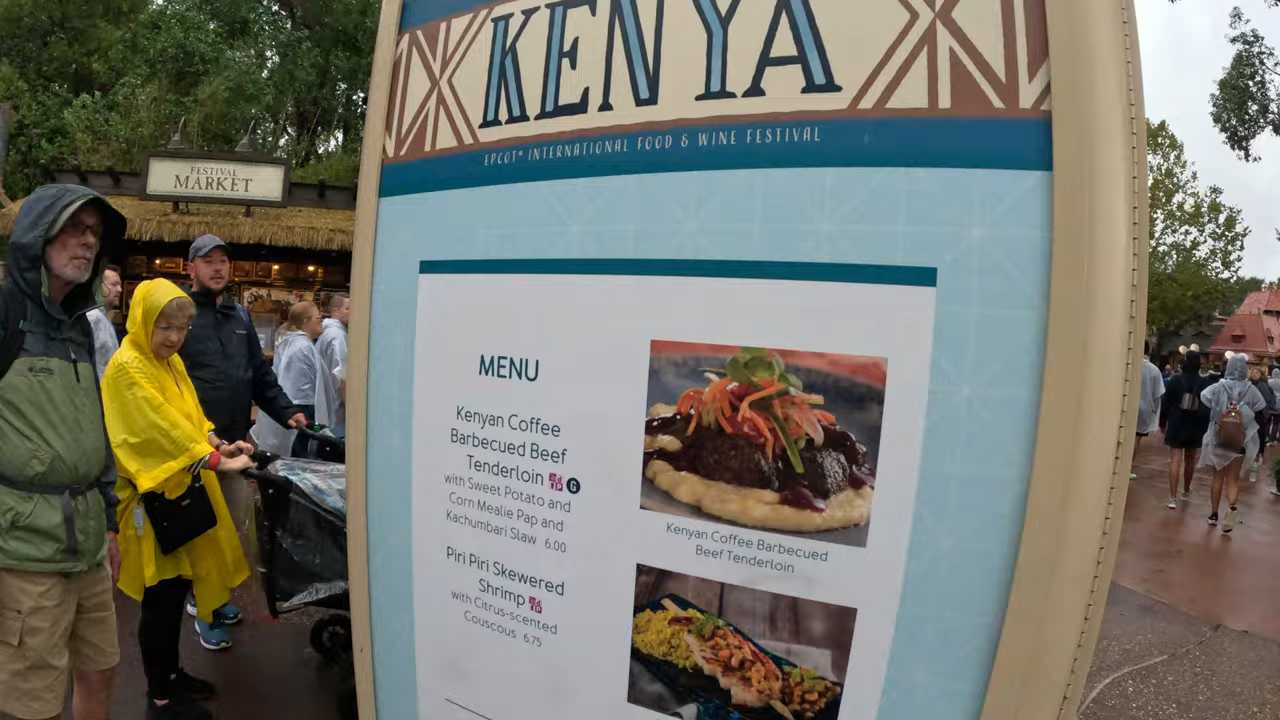 KENYA
EPCOT® INTERNATIONAL FOOD & WINE FESTIVAL
FESTIVAL
MARKET
MENU
Kenyan Coffee
Barbecued Beef
Tenderloin G
with Sweet Potato and
Corn Mealie Pap and
Kachumbari Slaw 6.00
Piri Piri Skewered
Shrimp
with Citrus-scented
Couscous 6.75
Kenyan Coffee Barbecued
Beef Tenderloin